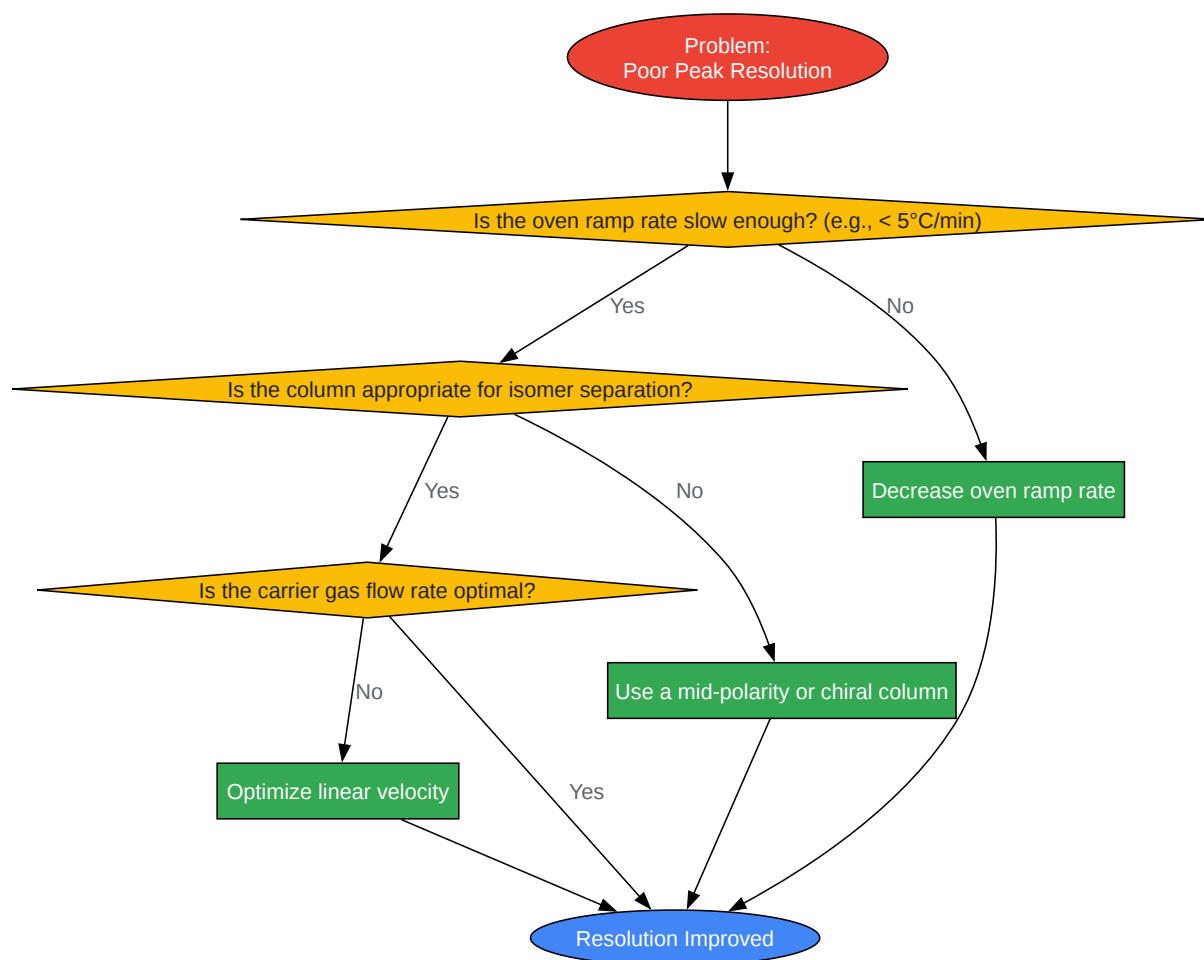 Problem:
Poor Peak Resolution
Is the oven ramp rate slow enough? (e.g., < 5°C/min)
Yes
No
Is the column appropriate for isomer separation?
Yes
No
Decrease oven ramp rate
Is the carrier gas flow rate optimal?
No
Use a mid-polarity or chiral column
Optimize linear velocity
Yes
Resolution Improved